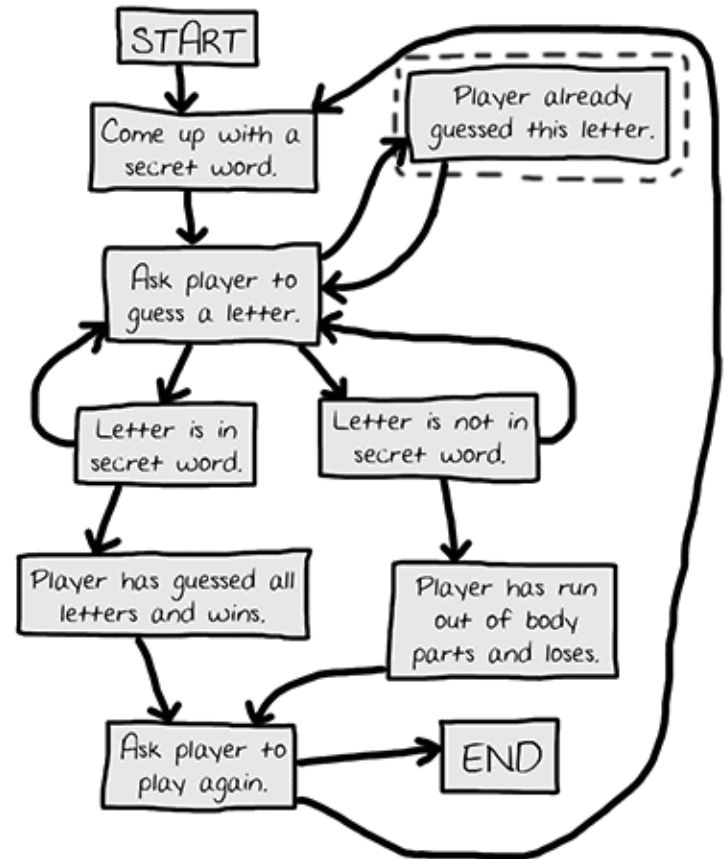 START
Come up with a
secret word.
Player already
guessed this letter.
Ask player to
guess a letter.
Letter is in
secret word.
Letter is not in
secret word.
Player has guessed all
letters and wins.
Player has run
out of body
parts and loses.
Ask player to
play again.
END